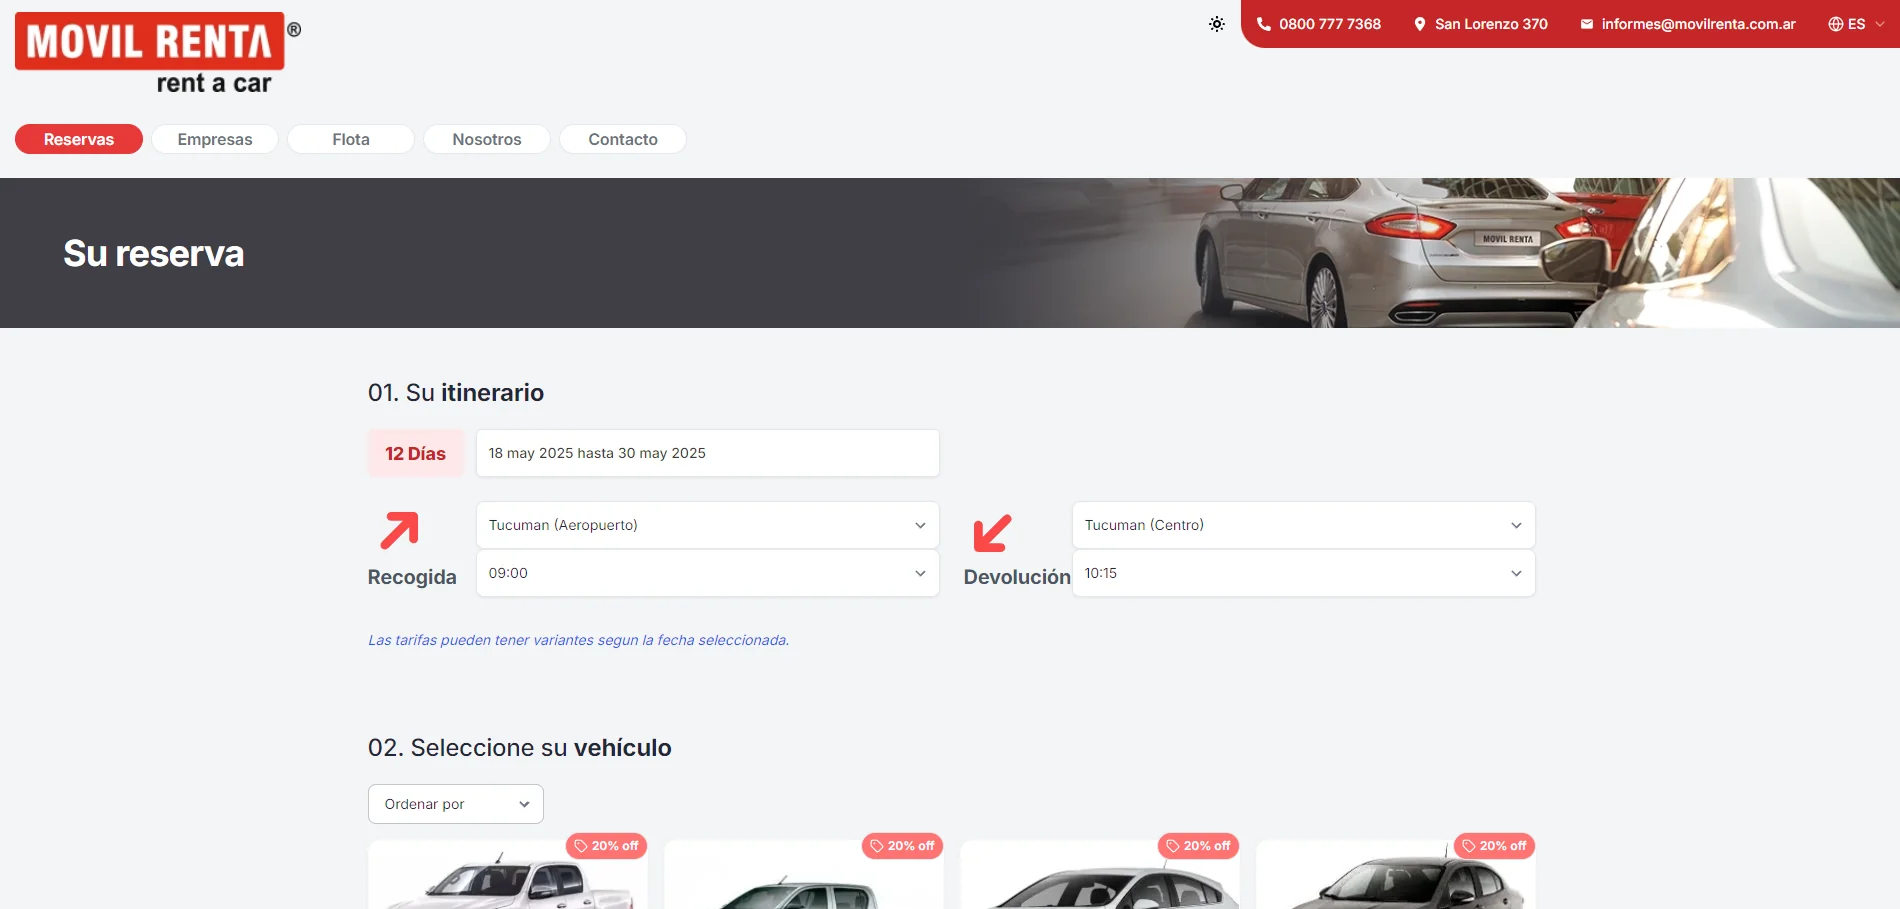 MOVIL RENTA ®
rent a car
0800 777 7368
San Lorenzo 370
informes@movilrenta.com.ar
ES
Reservas
Empresas
Flota
Nosotros
Contacto
Su reserva
MOVIL RENTA
01. Su itinerario
12 Días
18 may 2025 hasta 30 may 2025
Recogida
Tucuman (Aeropuerto)
09:00
Devolución
Tucuman (Centro)
10:15
Las tarifas pueden tener variantes segun la fecha seleccionada.
02. Seleccione su vehículo
Ordenar por
20% off
20% off
20% off
20% off